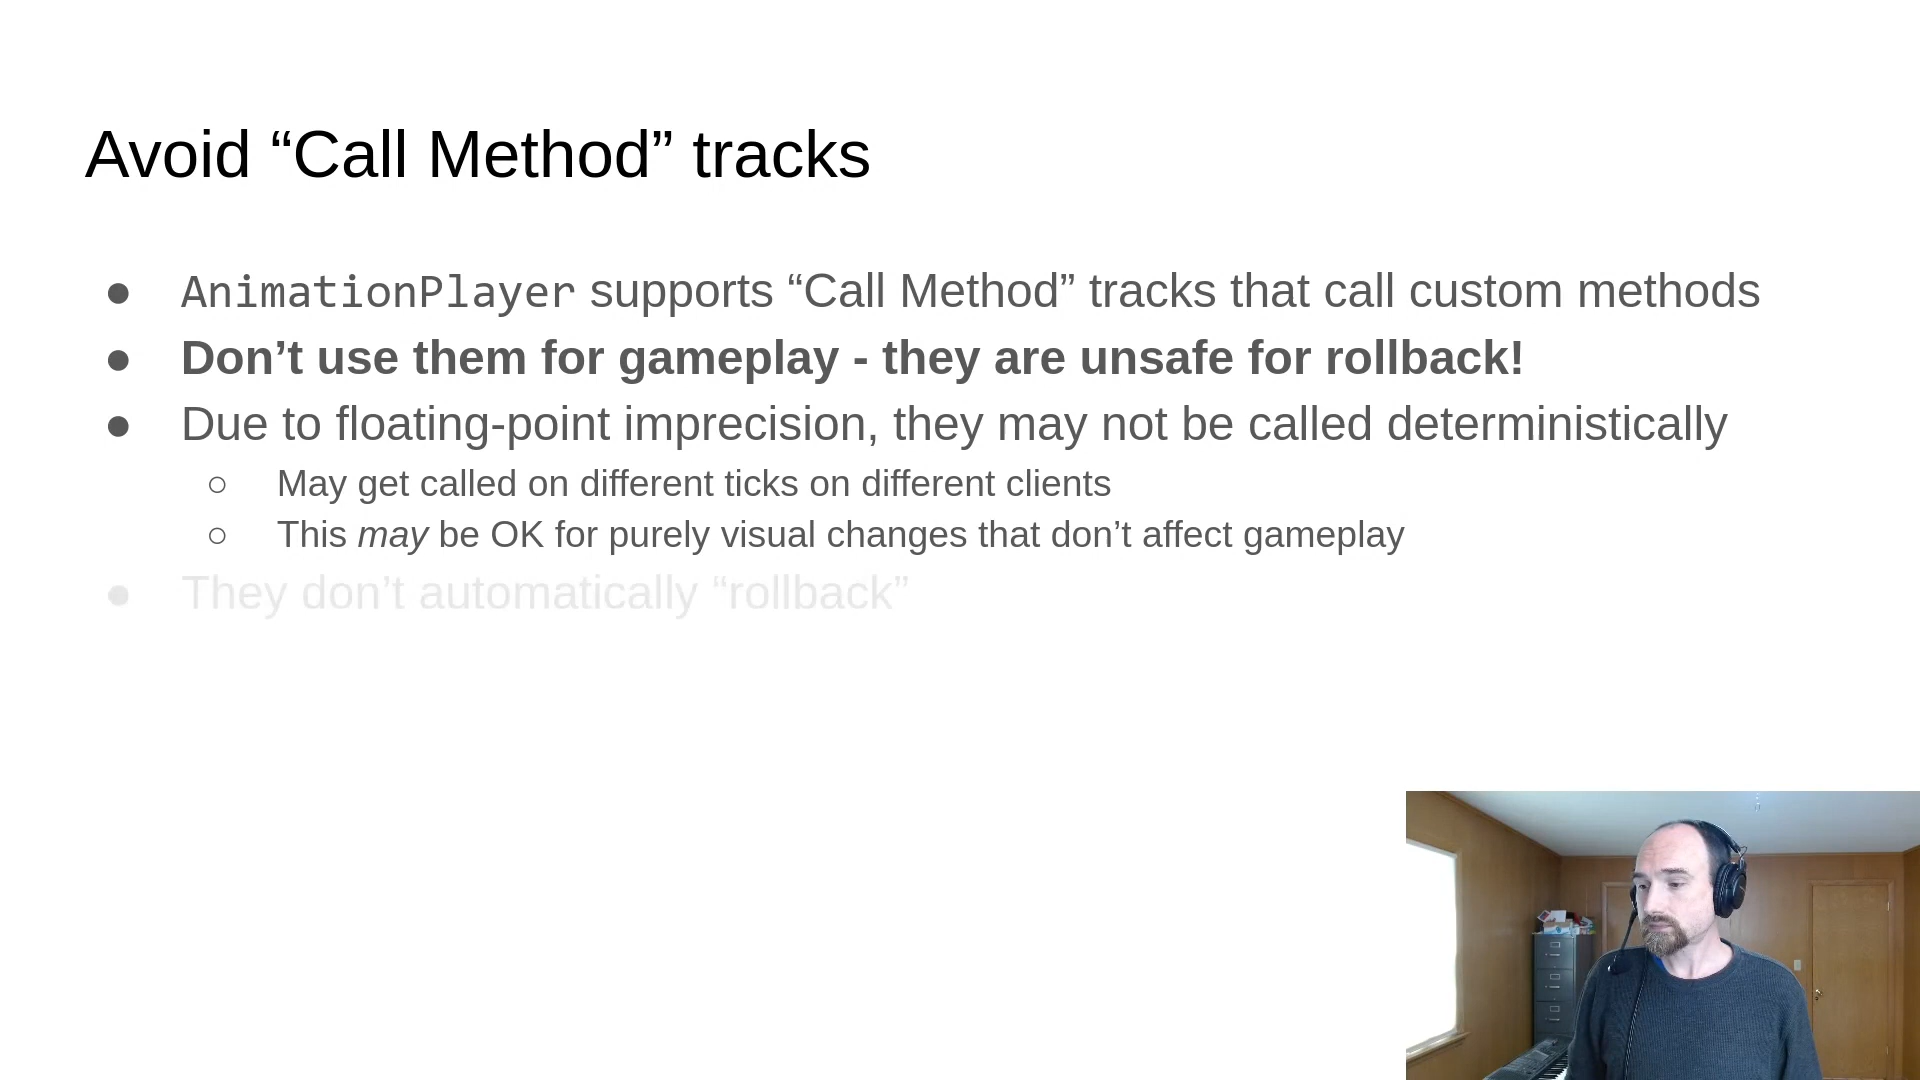 Avoid “Call Method” tracks
● AnimationPlayer supports “Call Method” tracks that call custom methods
● Don’t use them for gameplay - they are unsafe for rollback!
● Due to floating-point imprecision, they may not be called deterministically
○ May get called on different ticks on different clients
○ This may be OK for purely visual changes that don’t affect gameplay
● They don’t automatically “rollback”